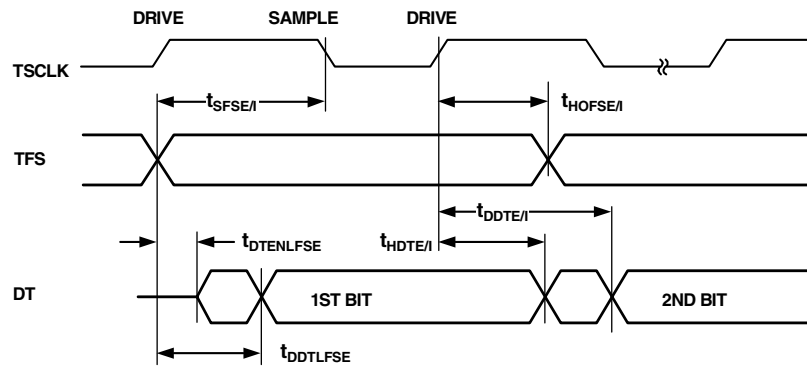 DRIVE SAMPLE DRIVE
TSCLK
tSFSE/I tHOFSE/I
TFS
tDDTE/I
tDTENLFSE tHDTE/I
DT 1ST BIT 2ND BIT
tDDTLFSE